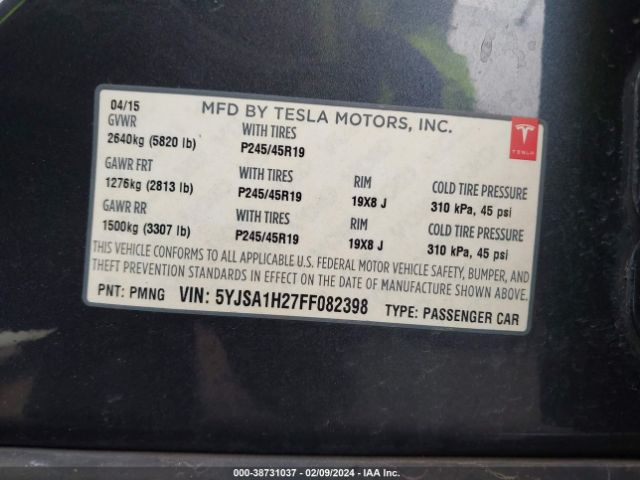 04/15
MFD BY TESLA MOTORS, INC.
TESLA
GVWR
WITH TIRES
2640kg (5820 lb)
P245/45R19
GAWR FRT
WITH TIRES
RIM
COLD TIRE PRESSURE
1276kg (2813 lb)
P245/45R19
19X8 J
310 kPa, 45 psi
GAWR RR
WITH TIRES
RIM
COLD TIRE PRESSURE
1500kg (3307 lb)
P245/45R19
19X8 J
310 kPa, 45 psi
THIS VEHICLE CONFORMS TO ALL APPLICABLE U.S. FEDERAL MOTOR VEHICLE SAFETY, BUMPER, AND
THEFT PREVENTION STANDARDS IN EFFECT ON THE DATE OF MANUFACTURE SHOWN ABOVE.
PNT: PMNG VIN: 5YJSA1H27FF082398 TYPE: PASSENGER CAR
000-38731037 - 02/09/2024 - IAA Inc.